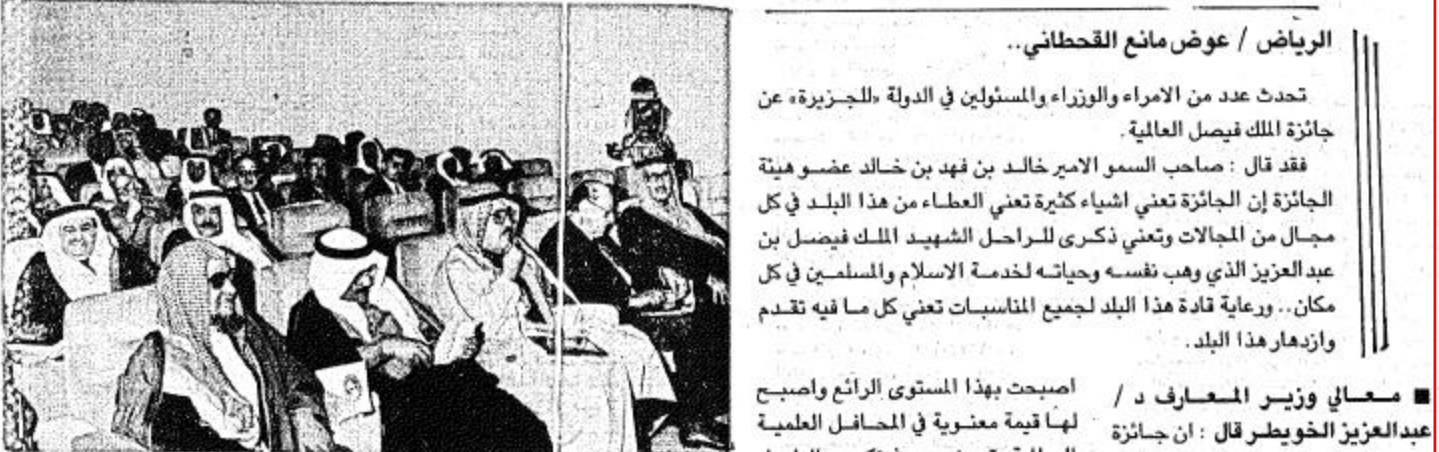 الرياض / عوض مانع القحطاني..
تحدث عدد من الامراء والوزراء والمسئولين في الدولة «للجزيرة» عن
جائزة الملك فيصل العالمية.
فقد قال : صاحب السمو الامير خالد بن فهد بن خالد عضو هيئة
الجائزة إن الجائزة تعني اشياء كثيرة تعني العطاء من هذا البلد في كل
مجال من المجالات وتعني ذكرى للراحل الشهيد الملك فيصل بن
عبدالعزيز الذي وهب نفسه وحياته لخدمة الاسلام والمسلمين في كل
مكان.. ورعاية قادة هذا البلد لجميع المناسبات تعني كل ما فيه تقدم
وازدهار هذا البلد.
■ معالي وزير المعارف د /
عبدالعزيز الخويطر قال : ان جائزة
اصبحت بهذا المستوى الرائع واصبح
لها قيمة معنوية في المحافل العلمية